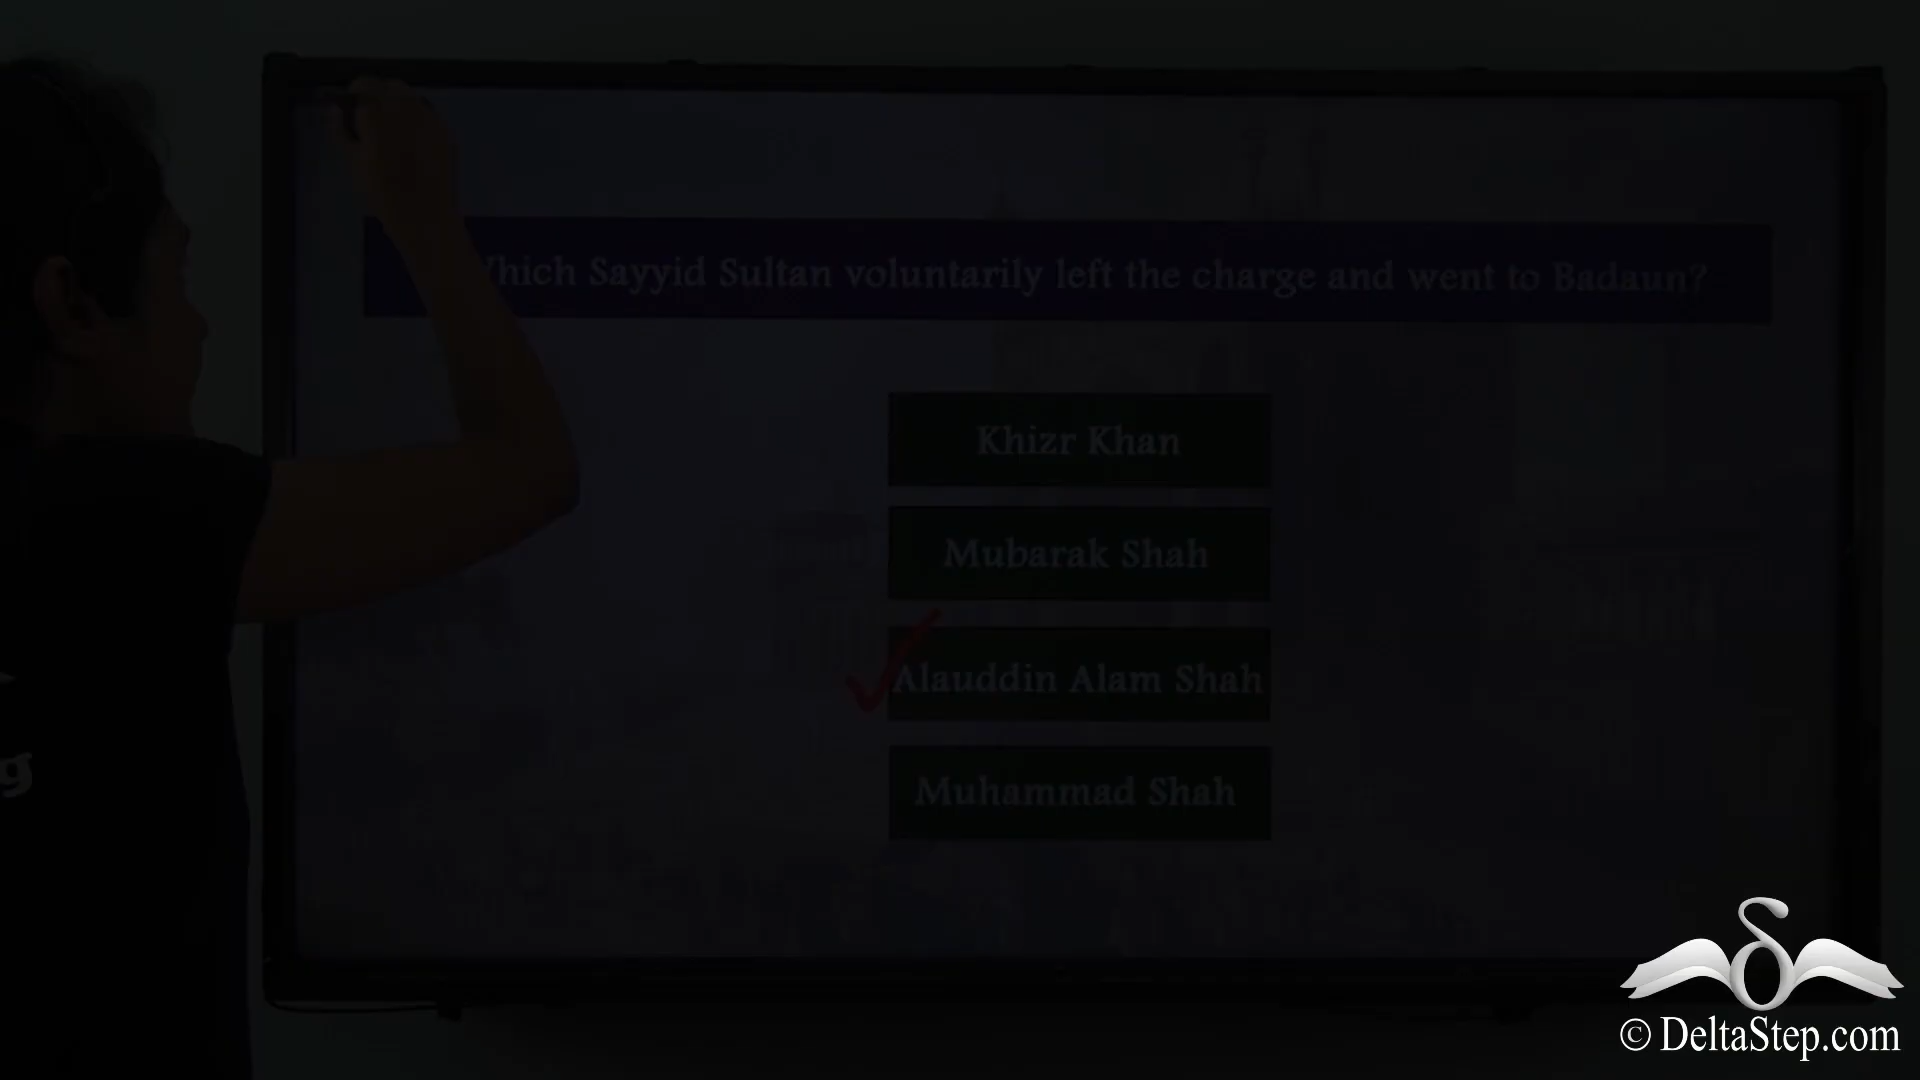 Which Sayyid Sultan voluntarily left the charge and went to Badaun?
Khizr Khan
Mubarak Shah
Alauddin Alam Shah
Muhammad Shah
g
© DeltaStep.com